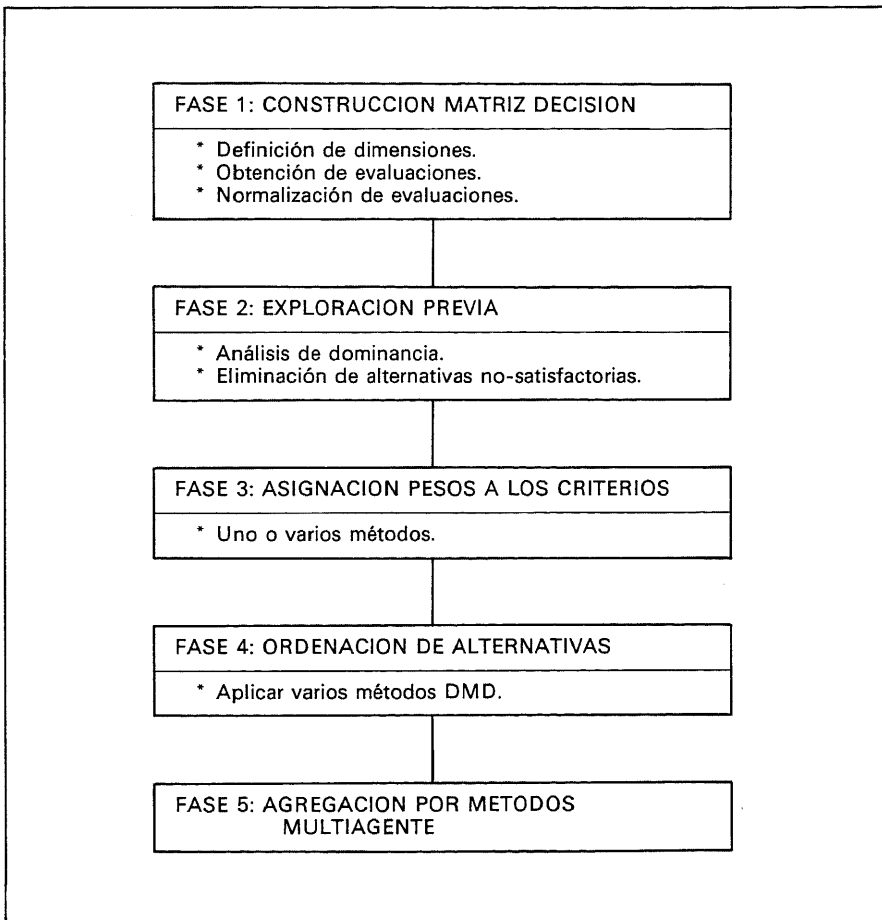 FASE 1: CONSTRUCCION MATRIZ DECISION
* Definición de dimensiones.
* Obtención de evaluaciones.
* Normalización de evaluaciones.
FASE 2: EXPLORACION PREVIA
* Análisis de dominancia.
* Eliminación de alternativas no-satisfactorias.
FASE 3: ASIGNACION PESOS A LOS CRITERIOS
* Uno o varios métodos.
FASE 4: ORDENACION DE ALTERNATIVAS
* Aplicar varios métodos DMD.
FASE 5: AGREGACION POR METODOS
MULTIAGENTE